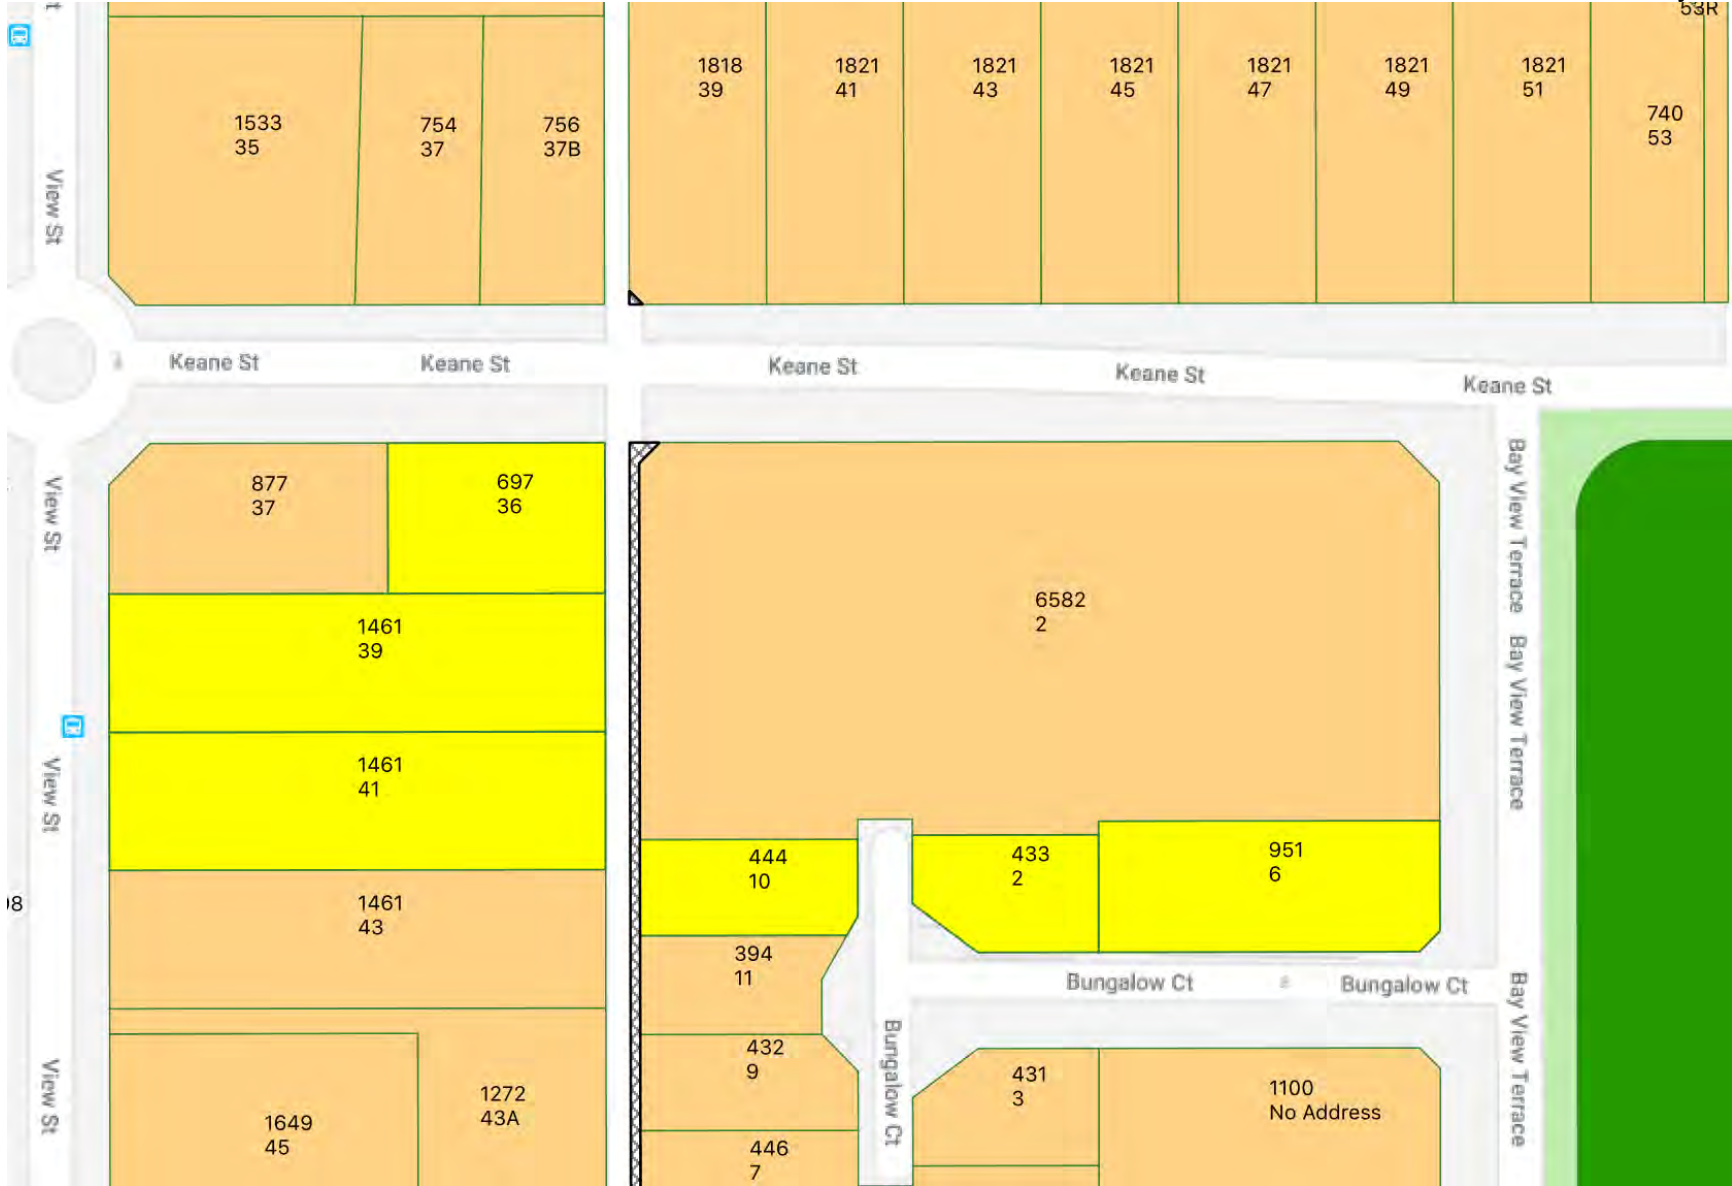 53R
1818
39
1821
41
1821
43
1821
45
1821
47
1821
49
1821
51
740
53
1533
35
754
37
756
37B
View St
Keane St
Keane St
Keane St
Keane St
Keane St
877
37
697
36
View St
Bay View Terrace
6582
2
1461
39
Bay View Terrace
1461
41
View St
444
10
433
2
951
6
1461
43
394
11
Bungalow Ct
Bungalow Ct
Bay View Terrace
432
9
Bungalow Ct
431
3
1100
No Address
1272
43A
View St
1649
45
446
7